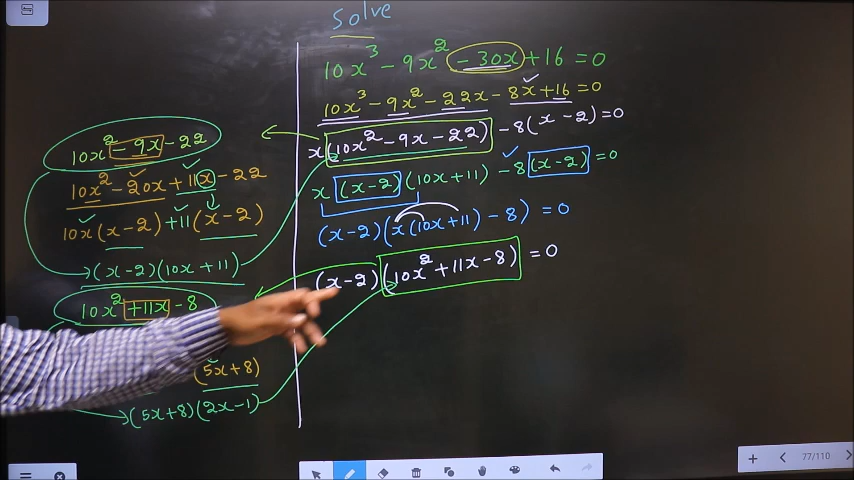 Solve
10x³ - 9x² - 30x + 16 = 0
10x³ - 9x² - 22x - 8x + 16 = 0
x(10x² - 9x - 22) - 8(x - 2) = 0
x (x-2)(10x+11) - 8(x-2) = 0
(x-2)(x(10x+11) - 8) = 0
(x-2)(10x² + 11x - 8) = 0
10x² - 9x - 22
10x² - 20x + 11x - 22
10x(x-2) + 11(x-2)
(x-2)(10x+11)
10x² + 11x - 8
(5x+8)
(5x+8)(2x-1)
77/110